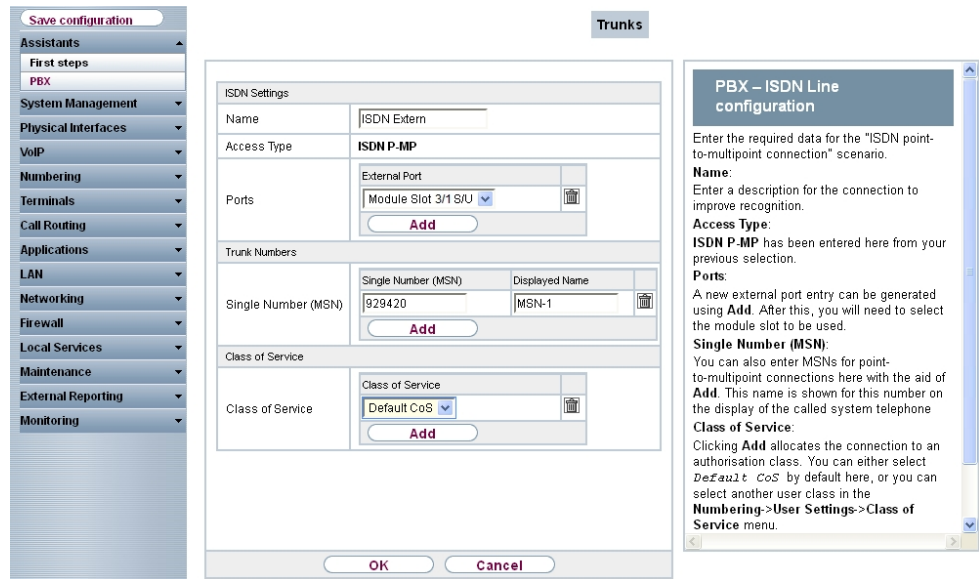 Save configuration
Assistants
First steps
PBX
System Management
Physical Interfaces
VoIP
Numbering
Terminals
Call Routing
Applications
LAN
Networking
Firewall
Local Services
Maintenance
External Reporting
Monitoring
Trunks
ISDN Settings
Name ISDN Extern
Access Type ISDN P-MP
External Port
Ports Module Slot 3/1 S/U
Add
Trunk Numbers
Single Number (MSN) Displayed Name
Single Number (MSN) 929420 MSN-1
Add
Class of Service
Class of Service
Class of Service Default CoS
Add
OK Cancel
PBX – ISDN Line
configuration
Enter the required data for the "ISDN point-
to-multipoint connection" scenario.
Name:
Enter a description for the connection to
improve recognition.
Access Type:
ISDN P-MP has been entered here from your
previous selection.
Ports:
A new external port entry can be generated
using Add. After this, you will need to select
the module slot to be used.
Single Number (MSN):
You can also enter MSNs for point-
to-multipoint connections here with the aid of
Add. This name is shown for this number on
the display of the called system telephone
Class of Service:
Clicking Add allocates the connection to an
authorisation class. You can either select
Default CoS by default here, or you can
select another user class in the
Numbering->User Settings->Class of
Service menu.